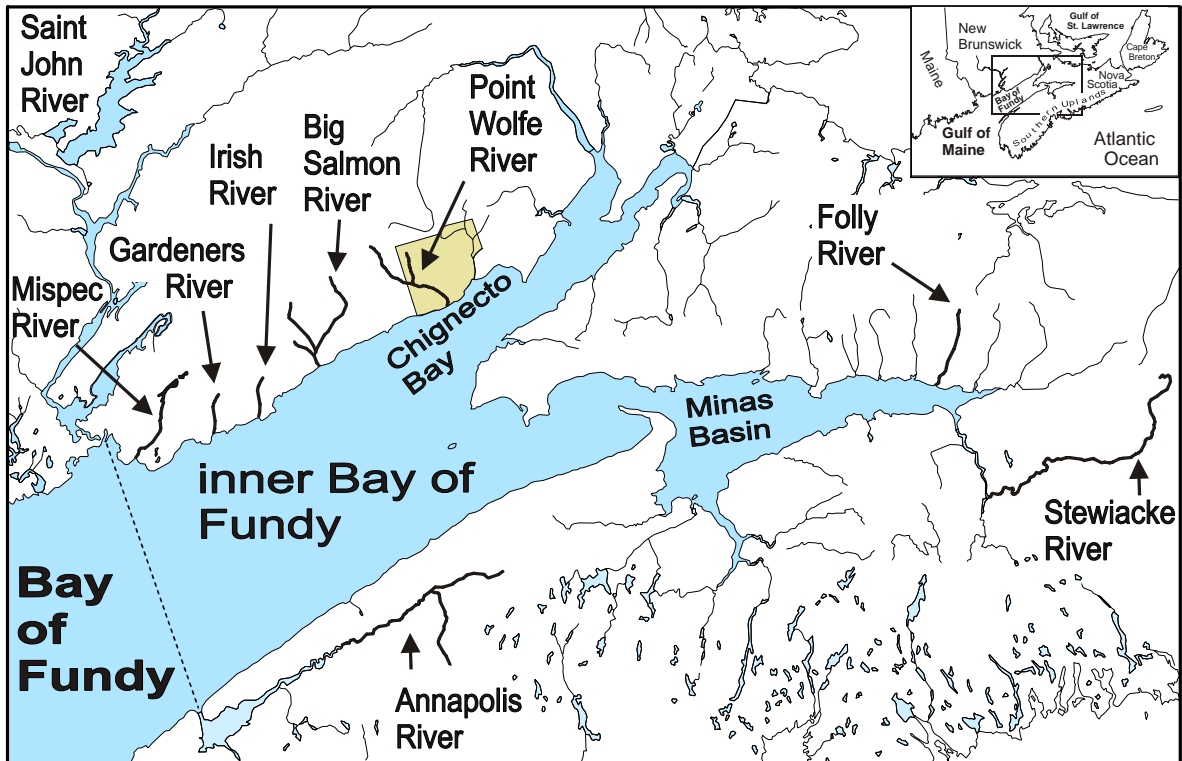 Saint
John
River
Point
Wolfe
River
Big
Salmon
River
Irish
River
Gardeners
River
Mispec
River
Folly
River
Chignecto
Bay
Minas
Basin
inner Bay of
Fundy
Bay
of
Fundy
Stewiacke
River
Annapolis
River
Gulf of
St. Lawrence
New
Brunswick
Cape
Breton
Maine
Nova
Scotia
Bay of
Fundy
Southern Uplands
Gulf of
Maine
Atlantic
Ocean